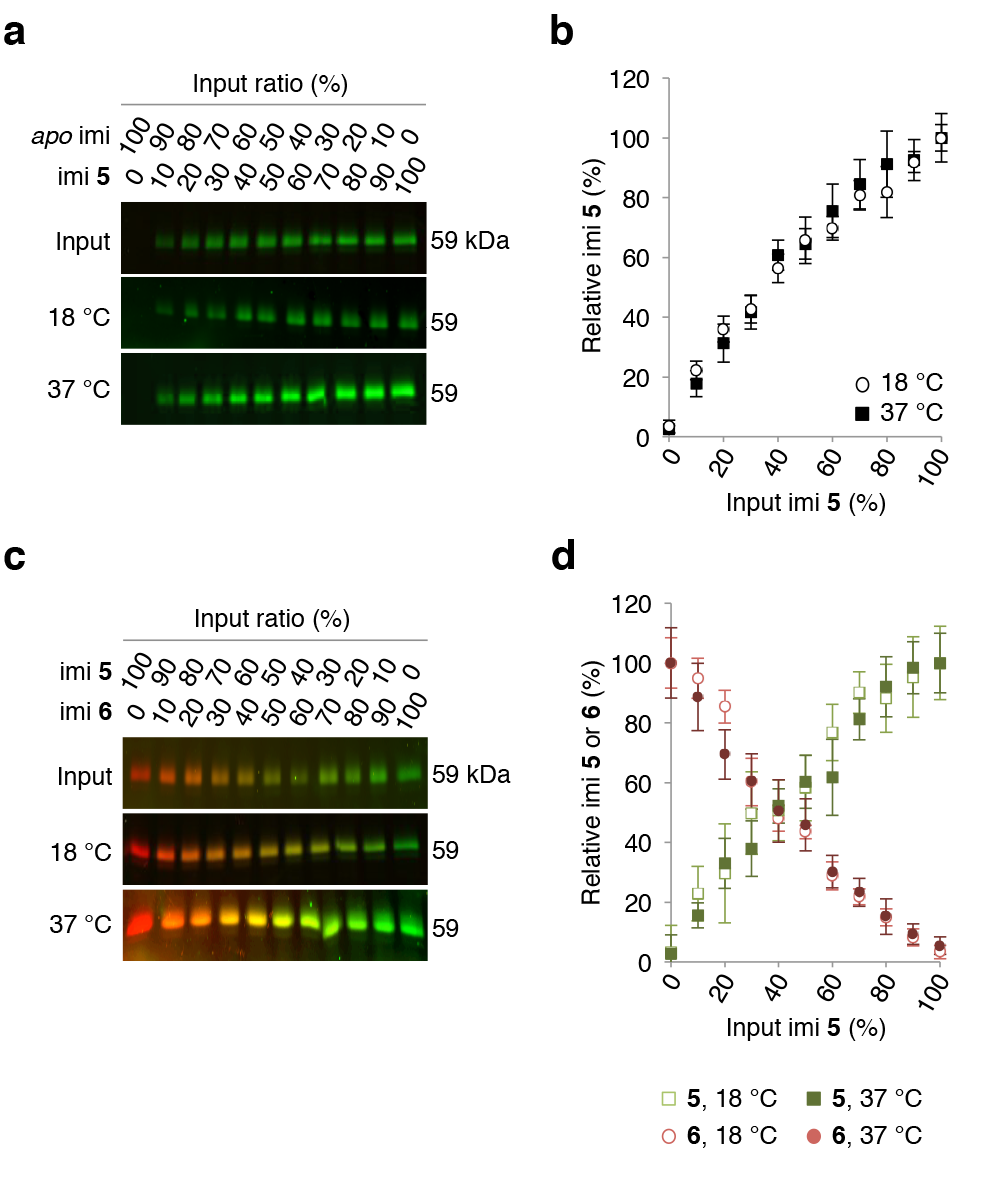 a
Input ratio (%)
apo imi 100 90 80 70 60 50 40 30 20 10 0
imi 5 0 10 20 30 40 50 60 70 80 90 100
Input 59 kDa
18 °C 59
37 °C 59
b
Relative imi 5 (%)
120
100
80
60
40
20
0
18 °C
37 °C
0 20 40 60 80 100
Input imi 5 (%)
c
Input ratio (%)
imi 5 100 90 80 70 60 50 40 30 20 10 0
imi 6 0 10 20 30 40 50 60 70 80 90 100
Input 59 kDa
18 °C 59
37 °C 59
d
Relative imi 5 or 6 (%)
120
100
80
60
40
20
0
0 20 40 60 80 100
Input imi 5 (%)
5, 18 °C 5, 37 °C
6, 18 °C 6, 37 °C